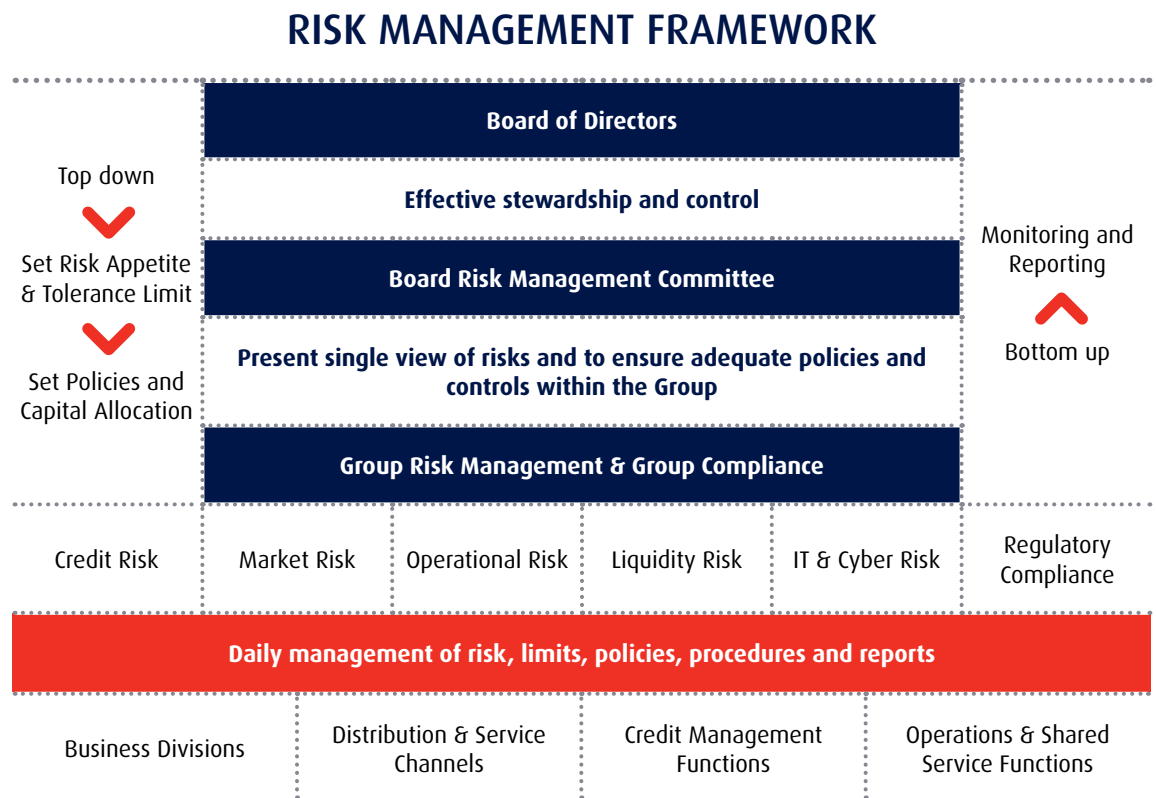 RISK MANAGEMENT FRAMEWORK
Board of Directors
Effective stewardship and control
Board Risk Management Committee
Present single view of risks and to ensure adequate policies and
controls within the Group
Group Risk Management & Group Compliance
Top down
Set Risk Appetite
& Tolerance Limit
Set Policies and
Capital Allocation
Monitoring and
Reporting
Bottom up
Credit Risk
Market Risk
Operational Risk
Liquidity Risk
IT & Cyber Risk
Regulatory
Compliance
Daily management of risk, limits, policies, procedures and reports
Business Divisions
Distribution & Service
Channels
Credit Management
Functions
Operations & Shared
Service Functions